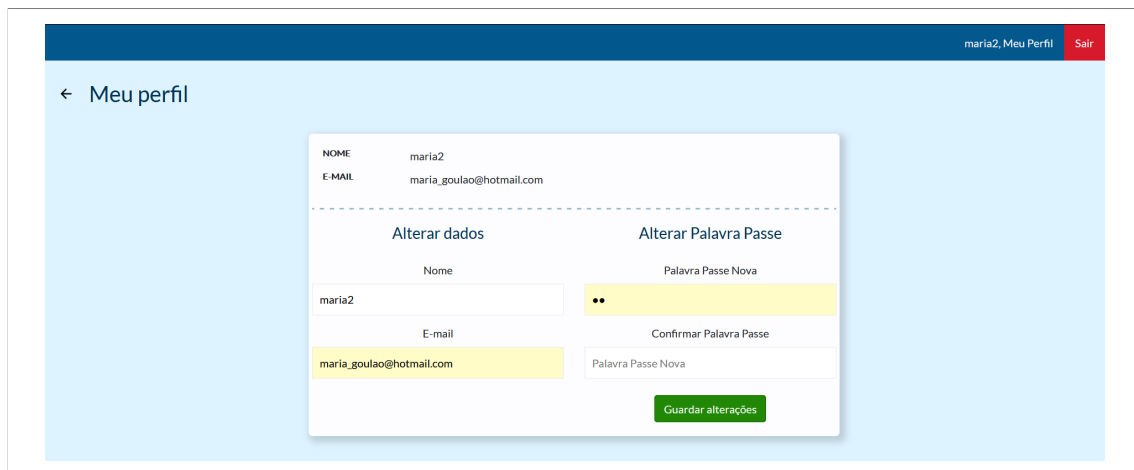 maria2, Meu Perfil Sair
← Meu perfil
NOME maria2
E-MAIL maria_goulao@hotmail.com
Alterar dados
Alterar Palavra Passe
Nome
Palavra Passe Nova
maria2
••
E-mail
Confirmar Palavra Passe
maria_goulao@hotmail.com
Palavra Passe Nova
Guardar alterações